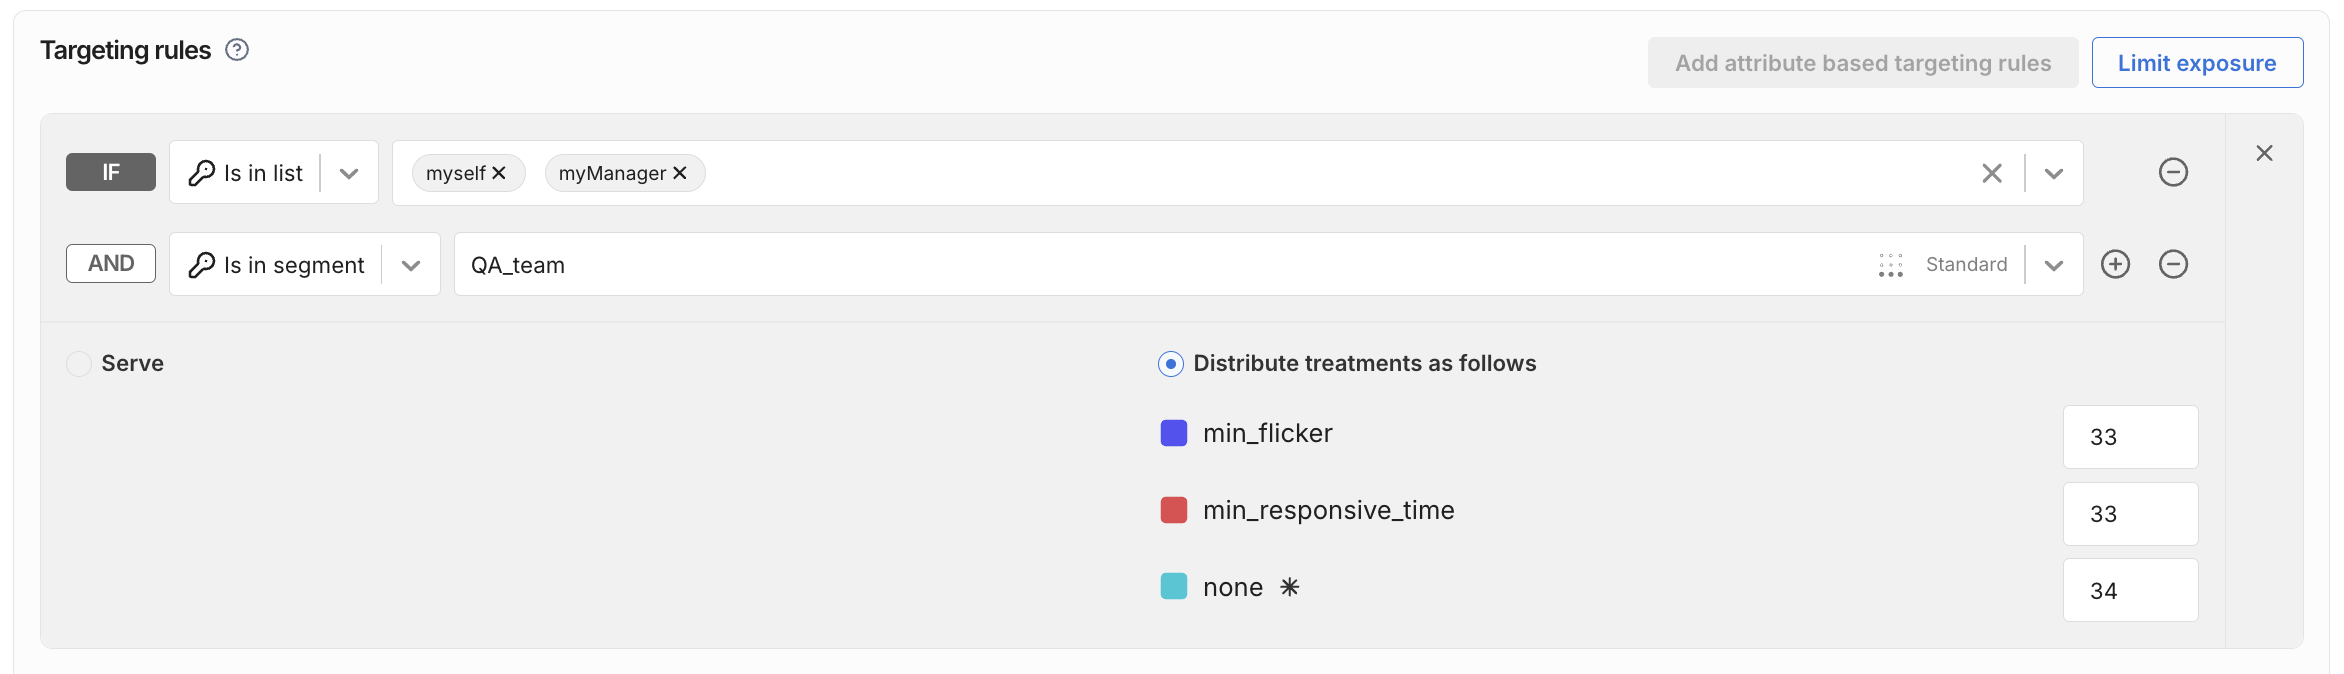 Targeting rules ?
Add attribute based targeting rules Limit exposure
IF Is in list myself myManager
AND Is in segment QA_team Standard
Serve Distribute treatments as follows
min_flicker 33
min_responsive_time 33
none * 34